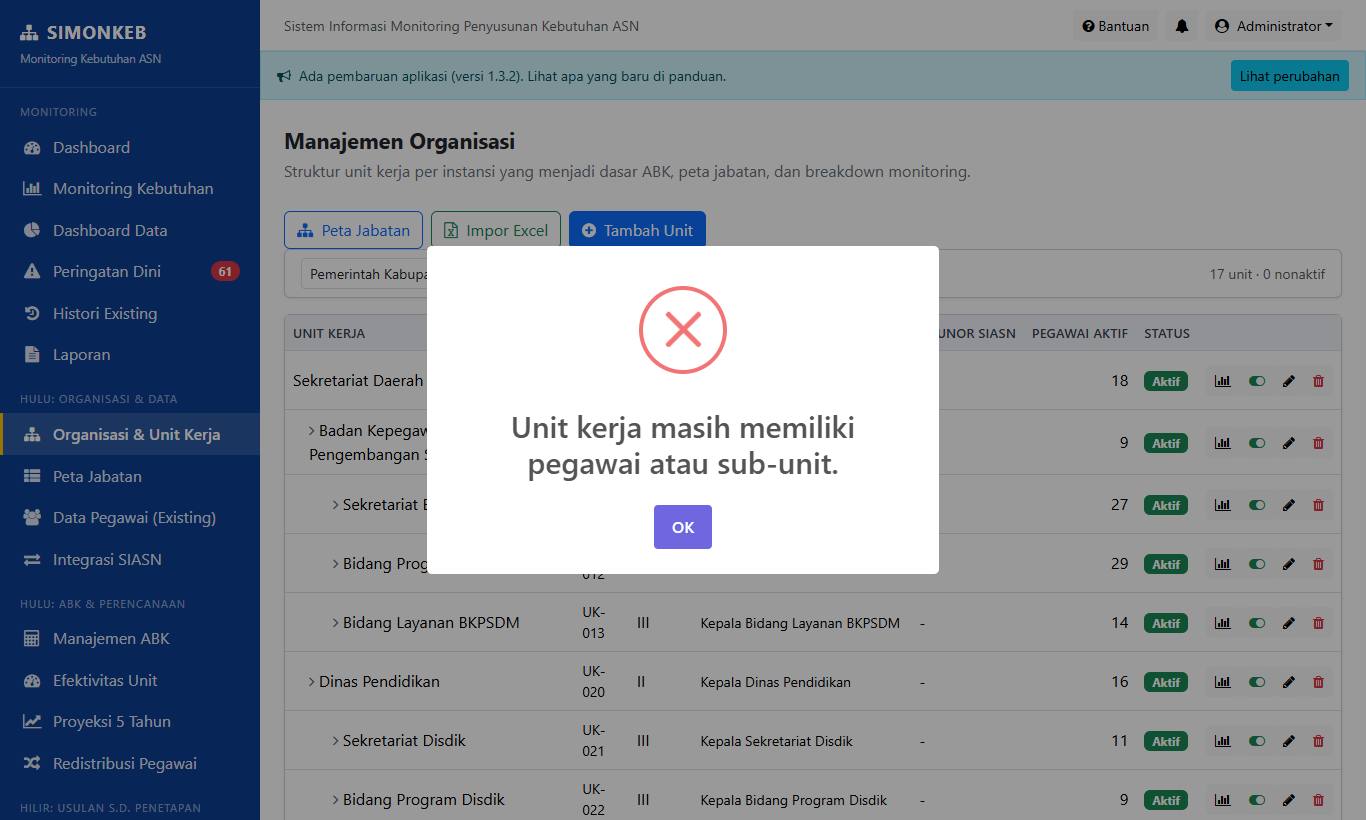 SIMONKEB
Monitoring Kebutuhan ASN
MONITORING
Dashboard
Monitoring Kebutuhan
Dashboard Data
Peringatan Dini 61
Histori Existing
Laporan
HULU: ORGANISASI & DATA
Organisasi & Unit Kerja
Peta Jabatan
Data Pegawai (Existing)
Integrasi SIASN
HULU: ABK & PERENCANAAN
Manajemen ABK
Efektivitas Unit
Proyeksi 5 Tahun
Redistribusi Pegawai
HILIR: USULAN S.D. PENETAPAN
Sistem Informasi Monitoring Penyusunan Kebutuhan ASN Bantuan Administrator
Ada pembaruan aplikasi (versi 1.3.2). Lihat apa yang baru di panduan. Lihat perubahan
Manajemen Organisasi
Struktur unit kerja per instansi yang menjadi dasar ABK, peta jabatan, dan breakdown monitoring.
Peta Jabatan Impor Excel Tambah Unit
Pemerintah 17 unit · 0 nonaktif
UNIT KERJA UNOR SIASN PEGAWAI AKTIF STATUS
Sekretariat Daerah 18 Aktif
Badan 9 Aktif
Pengembangan
Sekretariat 27 Aktif
Bidang 29 Aktif
012
Bidang Layanan BKPSDM UK-013 III Kepala Bidang Layanan BKPSDM - 14 Aktif
Dinas Pendidikan UK-020 II Kepala Dinas Pendidikan - 16 Aktif
Sekretariat Disdik UK-021 III Kepala Sekretariat Disdik - 11 Aktif
Bidang Program Disdik UK-022 III Kepala Bidang Program Disdik - 9 Aktif
Unit kerja masih memiliki
pegawai atau sub-unit.
OK